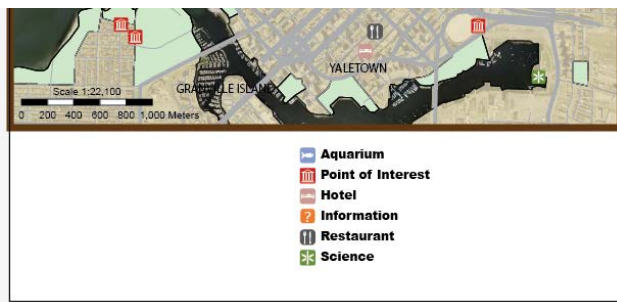 YALETOWN
GRANVILLE ISLAND
Scale 1:22,100
0 200 400 600 800 1,000 Meters
Aquarium
Point of Interest
Hotel
Information
Restaurant
Science